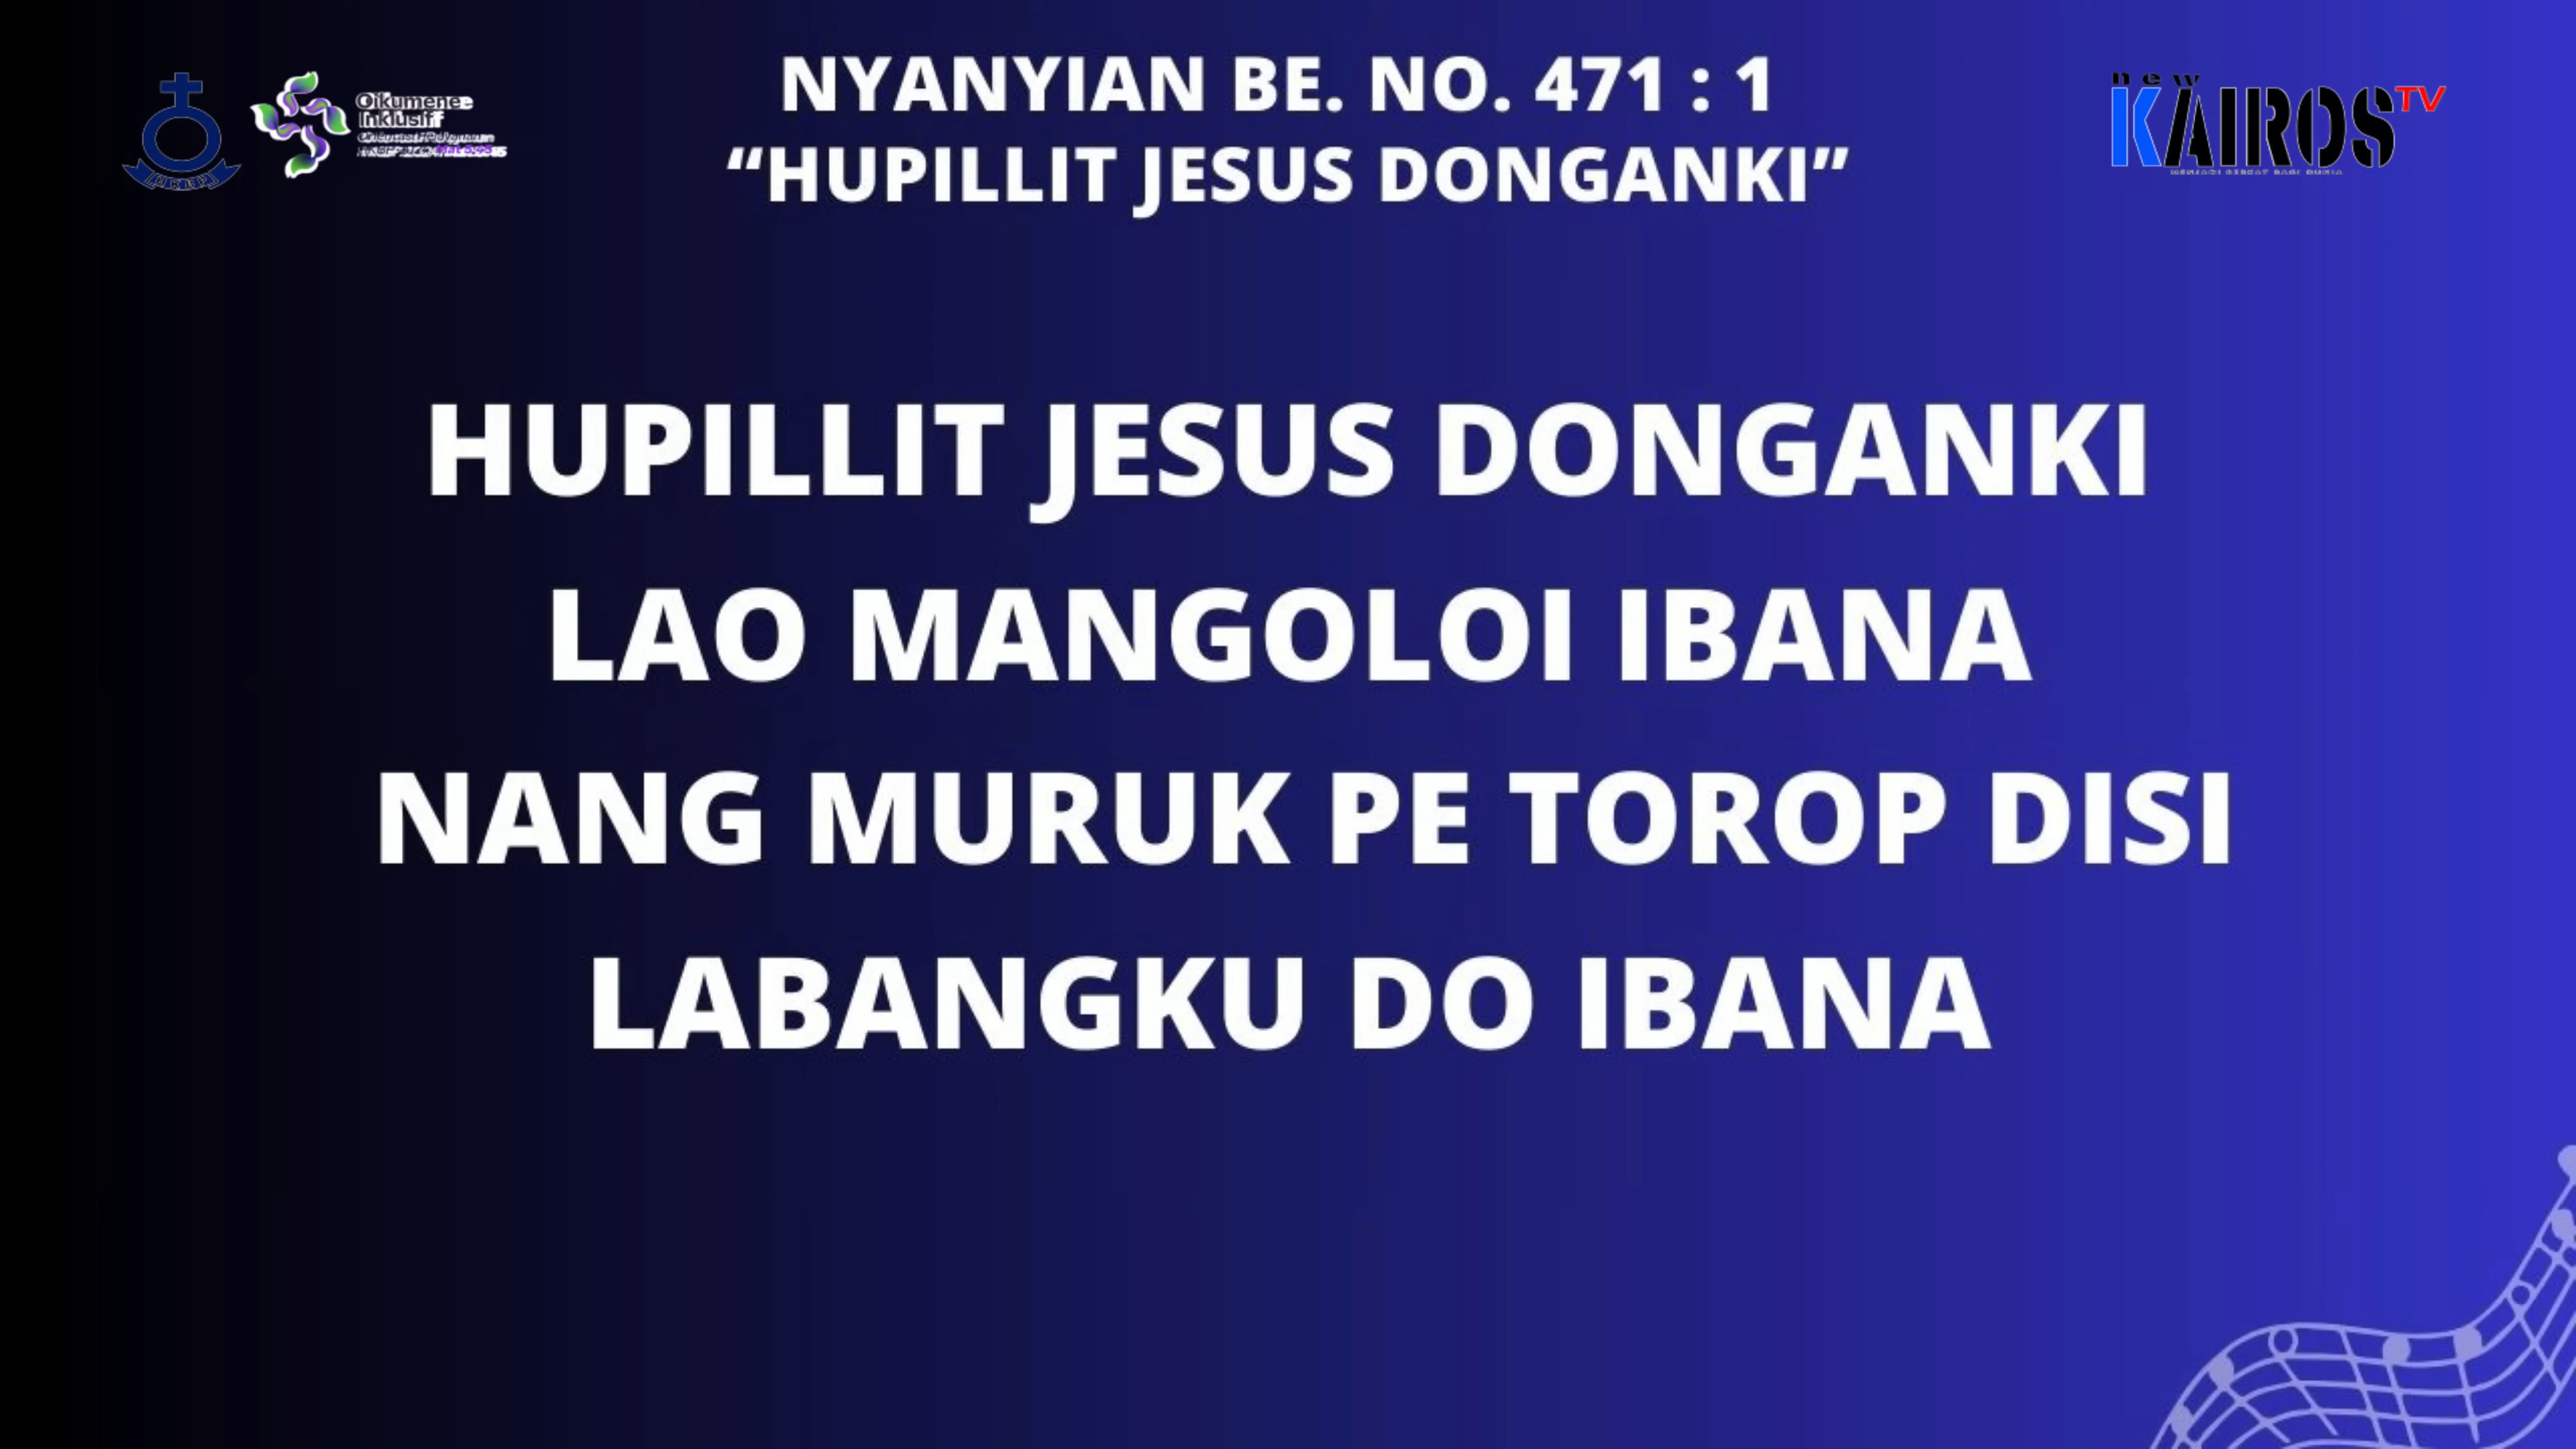 NYANYIAN BE. NO. 471 : 1
“HUPILLIT JESUS DONGANKI”
Oikumene
Inklusif
new
KAIROS TV
HUPILLIT JESUS DONGANKI
LAO MANGOLOI IBANA
NANG MURUK PE TOROP DISI
LABANGKU DO IBANA